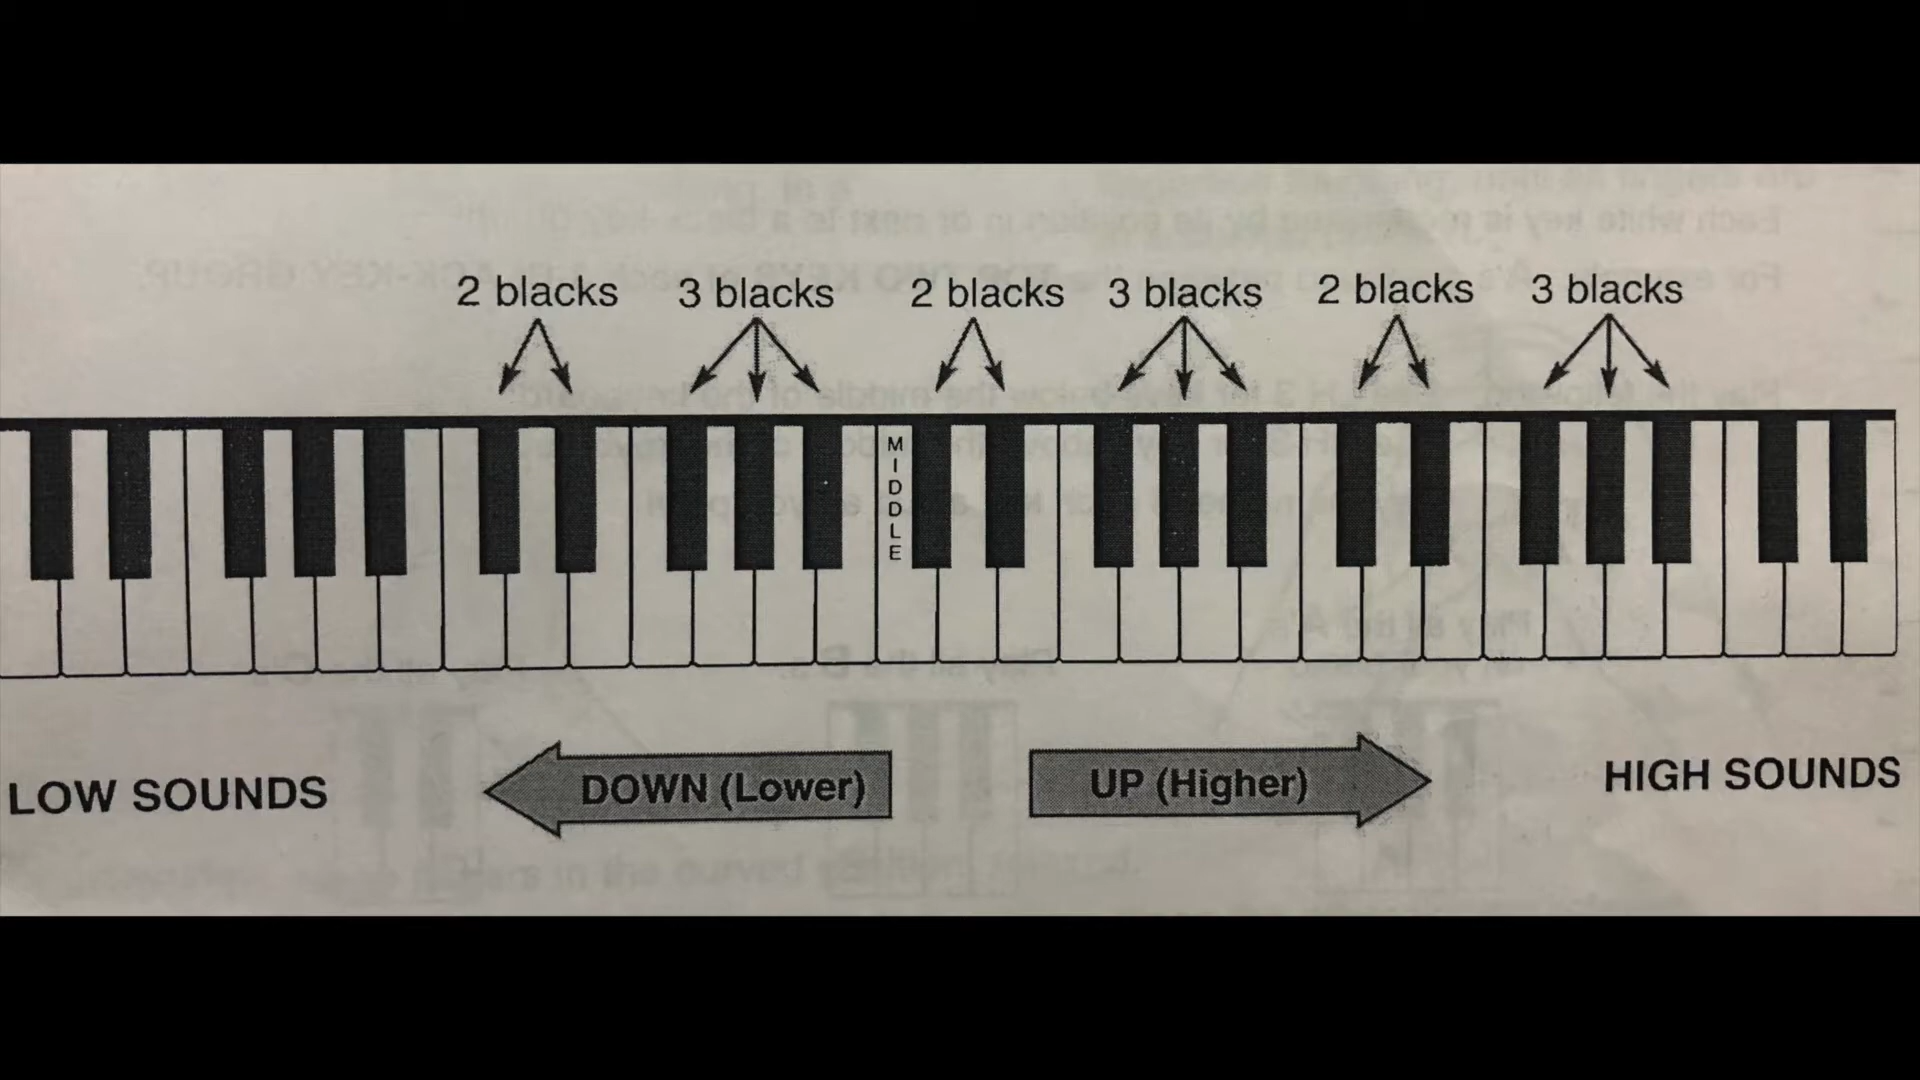 2 blacks 3 blacks 2 blacks 3 blacks 2 blacks 3 blacks
MIDDLE
LOW SOUNDS DOWN (Lower) UP (Higher) HIGH SOUNDS